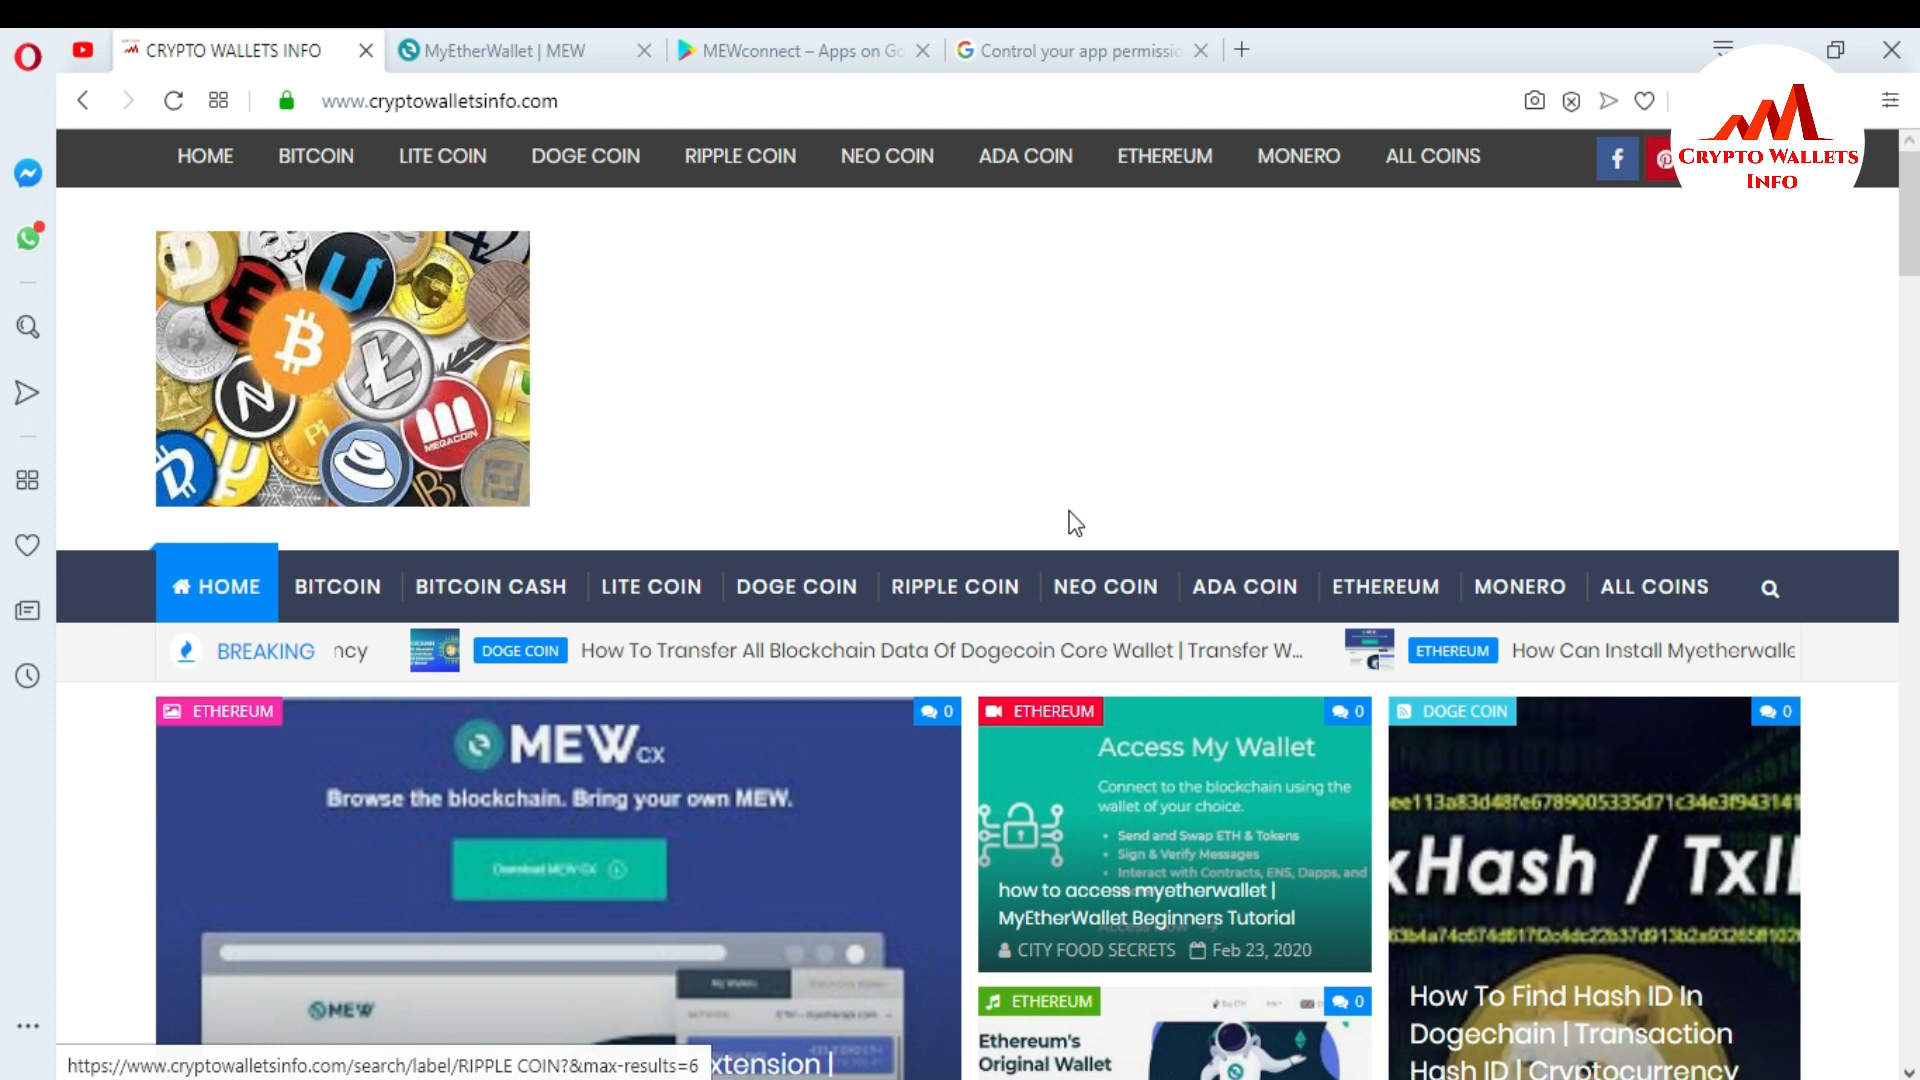 CRYPTO WALLETS INFO
MyEtherWallet | MEW
MEWconnect – Apps on Go
Control your app permissio
www.cryptowalletsinfo.com
CRYPTO WALLETS
INFO
HOME BITCOIN LITE COIN DOGE COIN RIPPLE COIN NEO COIN ADA COIN ETHEREUM MONERO ALL COINS
MEGACOIN
HOME BITCOIN BITCOIN CASH LITE COIN DOGE COIN RIPPLE COIN NEO COIN ADA COIN ETHEREUM MONERO ALL COINS
BREAKING ncy DOGE COIN How To Transfer All Blockchain Data Of Dogecoin Core Wallet | Transfer W... ETHEREUM How Can Install Myetherwalle
ETHEREUM 0
MEWcx
Browse the blockchain. Bring your own MEW.
Download MEW CX
MEW
xtension |
ETHEREUM 0
Access My Wallet
Connect to the blockchain using the
wallet of your choice.
• Send and Swap ETH & Tokens
• Sign & Verify Messages
• Interact with Contracts, ENS, Dapps, and
how to access myetherwallet |
MyEtherWallet Beginners Tutorial
CITY FOOD SECRETS Feb 23, 2020
ETHEREUM 0
Ethereum's
Original Wallet
DOGE COIN 0
xHash / TxI
How To Find Hash ID In
Dogechain | Transaction
Hash ID | Cryptocurrency
https://www.cryptowalletsinfo.com/search/label/RIPPLE COIN?&max-results=6